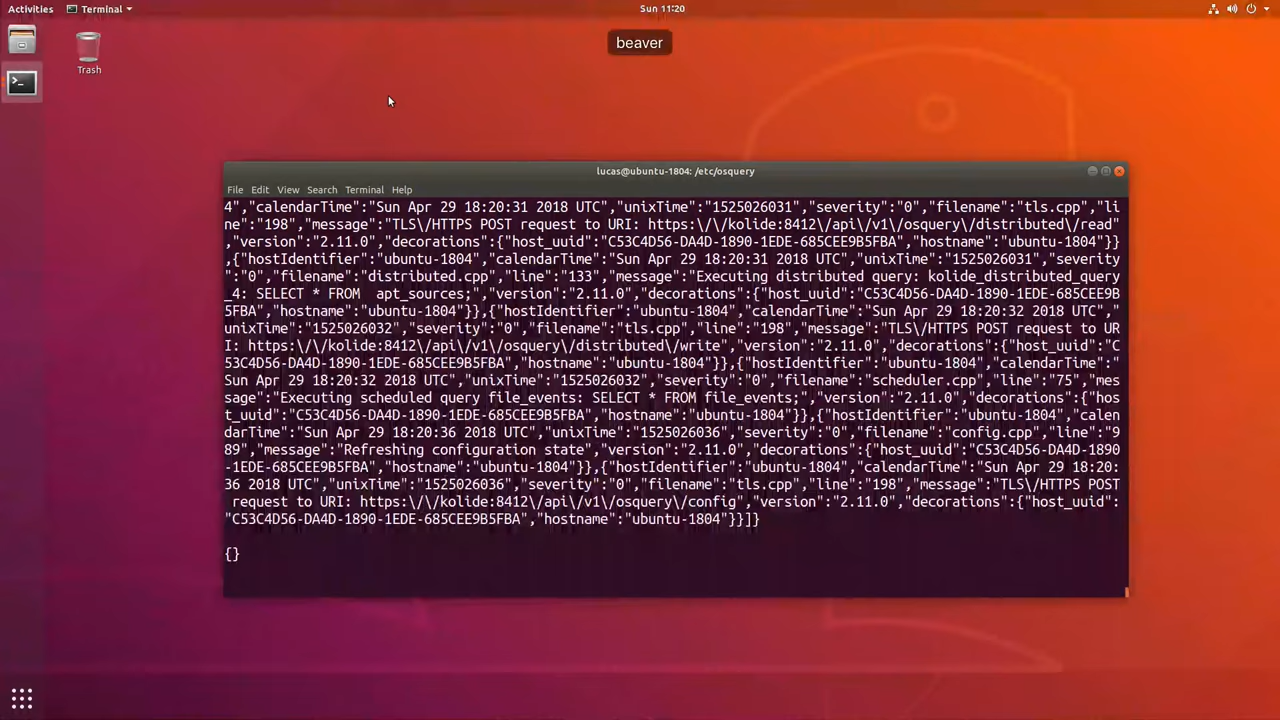 Activities Terminal Sun 11:20
beaver
Trash
lucas@ubuntu-1804: /etc/osquery
File Edit View Search Terminal Help
4","calendarTime":"Sun Apr 29 18:20:31 2018 UTC","unixTime":"1525026031","severity":"0","filename":"tls.cpp","li
ne":"198","message":"TLS\/HTTPS POST request to URI: https:\/\/kolide:8412\/api\/v1\/osquery\/distributed\/read"
,"version":"2.11.0","decorations":{"host_uuid":"C53C4D56-DA4D-1890-1EDE-685CEE9B5FBA","hostname":"ubuntu-1804"}}
,{"hostIdentifier":"ubuntu-1804","calendarTime":"Sun Apr 29 18:20:31 2018 UTC","unixTime":"1525026031","severity
":"0","filename":"distributed.cpp","line":"133","message":"Executing distributed query: kolide_distributed_query
_4: SELECT * FROM  apt_sources;","version":"2.11.0","decorations":{"host_uuid":"C53C4D56-DA4D-1890-1EDE-685CEE9B
5FBA","hostname":"ubuntu-1804"}},{"hostIdentifier":"ubuntu-1804","calendarTime":"Sun Apr 29 18:20:32 2018 UTC","
unixTime":"1525026032","severity":"0","filename":"tls.cpp","line":"198","message":"TLS\/HTTPS POST request to UR
I: https:\/\/kolide:8412\/api\/v1\/osquery\/distributed\/write","version":"2.11.0","decorations":{"host_uuid":"C
53C4D56-DA4D-1890-1EDE-685CEE9B5FBA","hostname":"ubuntu-1804"}},{"hostIdentifier":"ubuntu-1804","calendarTime":"
Sun Apr 29 18:20:32 2018 UTC","unixTime":"1525026032","severity":"0","filename":"scheduler.cpp","line":"75","mes
sage":"Executing scheduled query file_events: SELECT * FROM file_events;","version":"2.11.0","decorations":{"hos
t_uuid":"C53C4D56-DA4D-1890-1EDE-685CEE9B5FBA","hostname":"ubuntu-1804"}},{"hostIdentifier":"ubuntu-1804","calen
darTime":"Sun Apr 29 18:20:36 2018 UTC","unixTime":"1525026036","severity":"0","filename":"config.cpp","line":"9
89","message":"Refreshing configuration state","version":"2.11.0","decorations":{"host_uuid":"C53C4D56-DA4D-1890
-1EDE-685CEE9B5FBA","hostname":"ubuntu-1804"}},{"hostIdentifier":"ubuntu-1804","calendarTime":"Sun Apr 29 18:20:
36 2018 UTC","unixTime":"1525026036","severity":"0","filename":"tls.cpp","line":"198","message":"TLS\/HTTPS POST
 request to URI: https:\/\/kolide:8412\/api\/v1\/osquery\/config","version":"2.11.0","decorations":{"host_uuid":
"C53C4D56-DA4D-1890-1EDE-685CEE9B5FBA","hostname":"ubuntu-1804"}}]}
{}